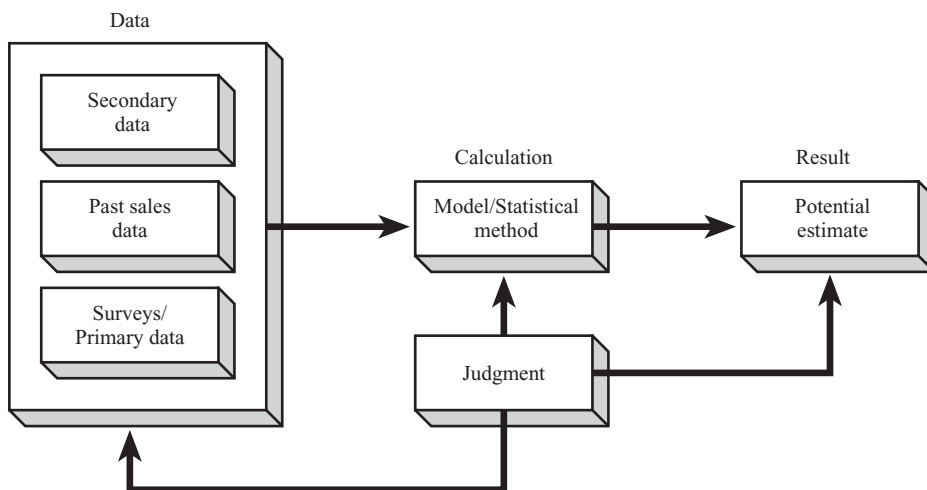 Data
Secondary
data
Past sales
data
Surveys/
Primary data
Calculation
Model/Statistical
method
Judgment
Result
Potential
estimate